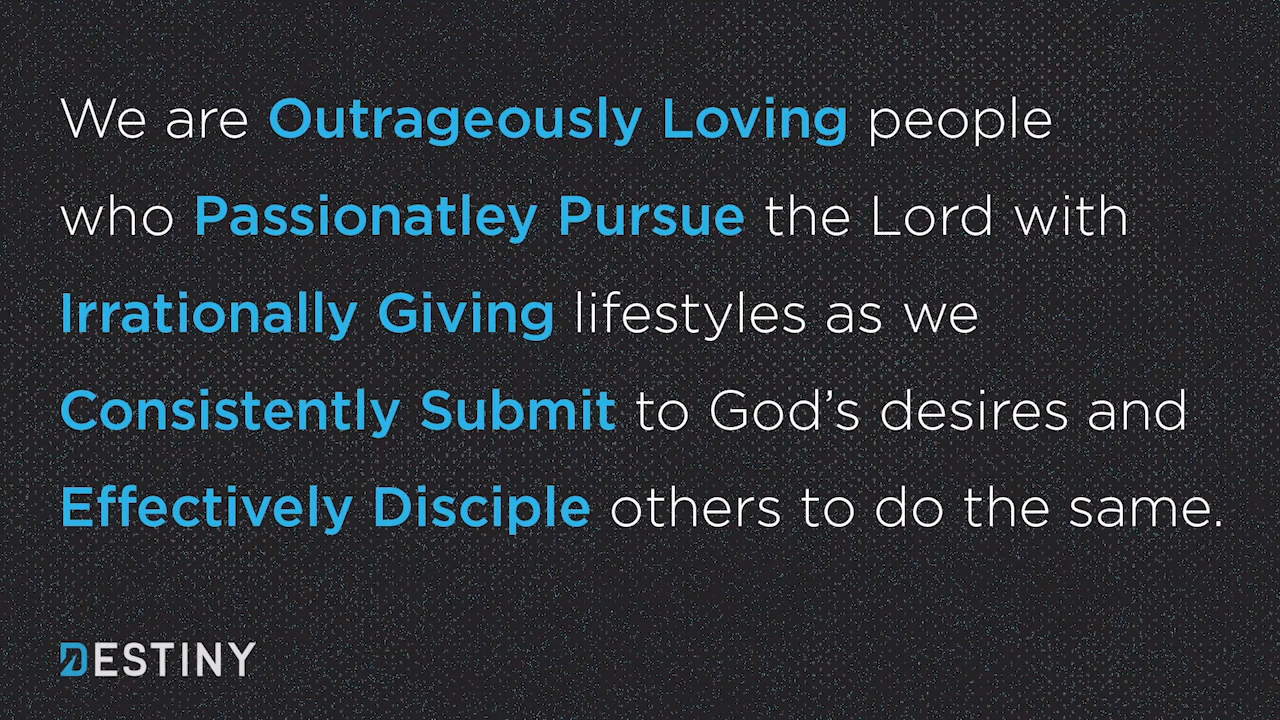 We are Outrageously Loving people
who Passionatley Pursue the Lord with
Irrationally Giving lifestyles as we
Consistently Submit to God’s desires and
Effectively Disciple others to do the same.
DESTINY